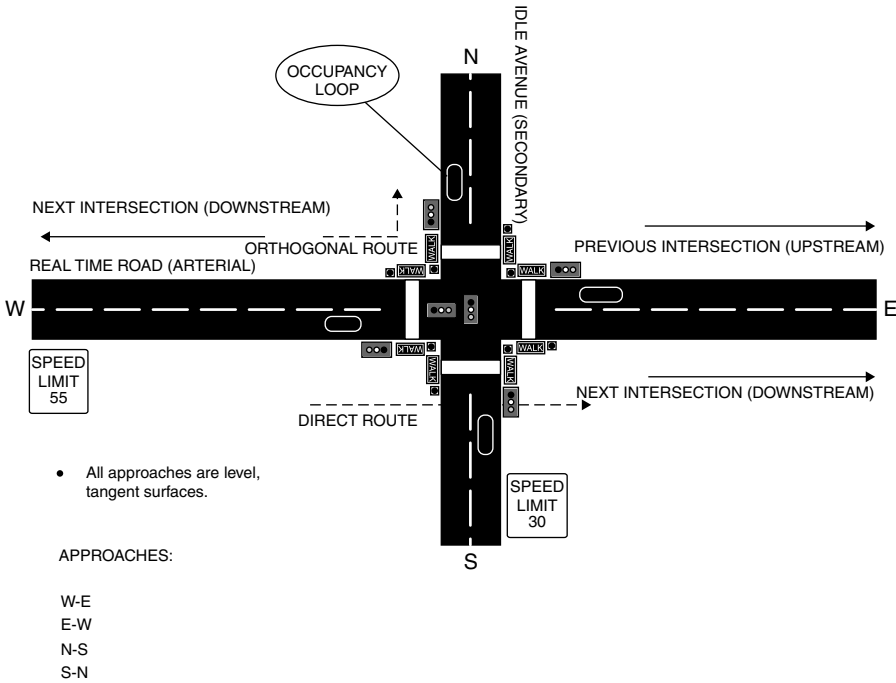 IDLE AVENUE (SECONDARY)
N
OCCUPANCY
LOOP
NEXT INTERSECTION (DOWNSTREAM)
ORTHOGONAL ROUTE
WALK
WALK
PREVIOUS INTERSECTION (UPSTREAM)
REAL TIME ROAD (ARTERIAL)
WALK
WALK
W
E
WALK
WALK
SPEED
LIMIT
55
WALK
WALK
NEXT INTERSECTION (DOWNSTREAM)
DIRECT ROUTE
• All approaches are level,
tangent surfaces.
SPEED
LIMIT
30
S
APPROACHES:
W-E
E-W
N-S
S-N